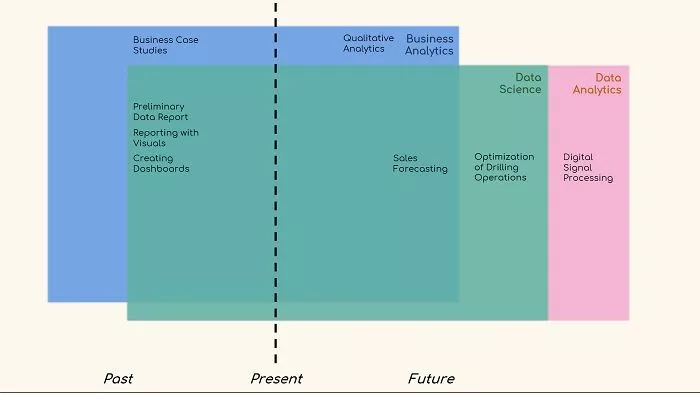 Business Case
Studies
Qualitative
Analytics
Business
Analytics
Data
Science
Data
Analytics
Preliminary
Data Report
Reporting with
Visuals
Creating
Dashboards
Sales
Forecasting
Optimization
of Drilling
Operations
Digital
Signal
Processing
Past
Present
Future